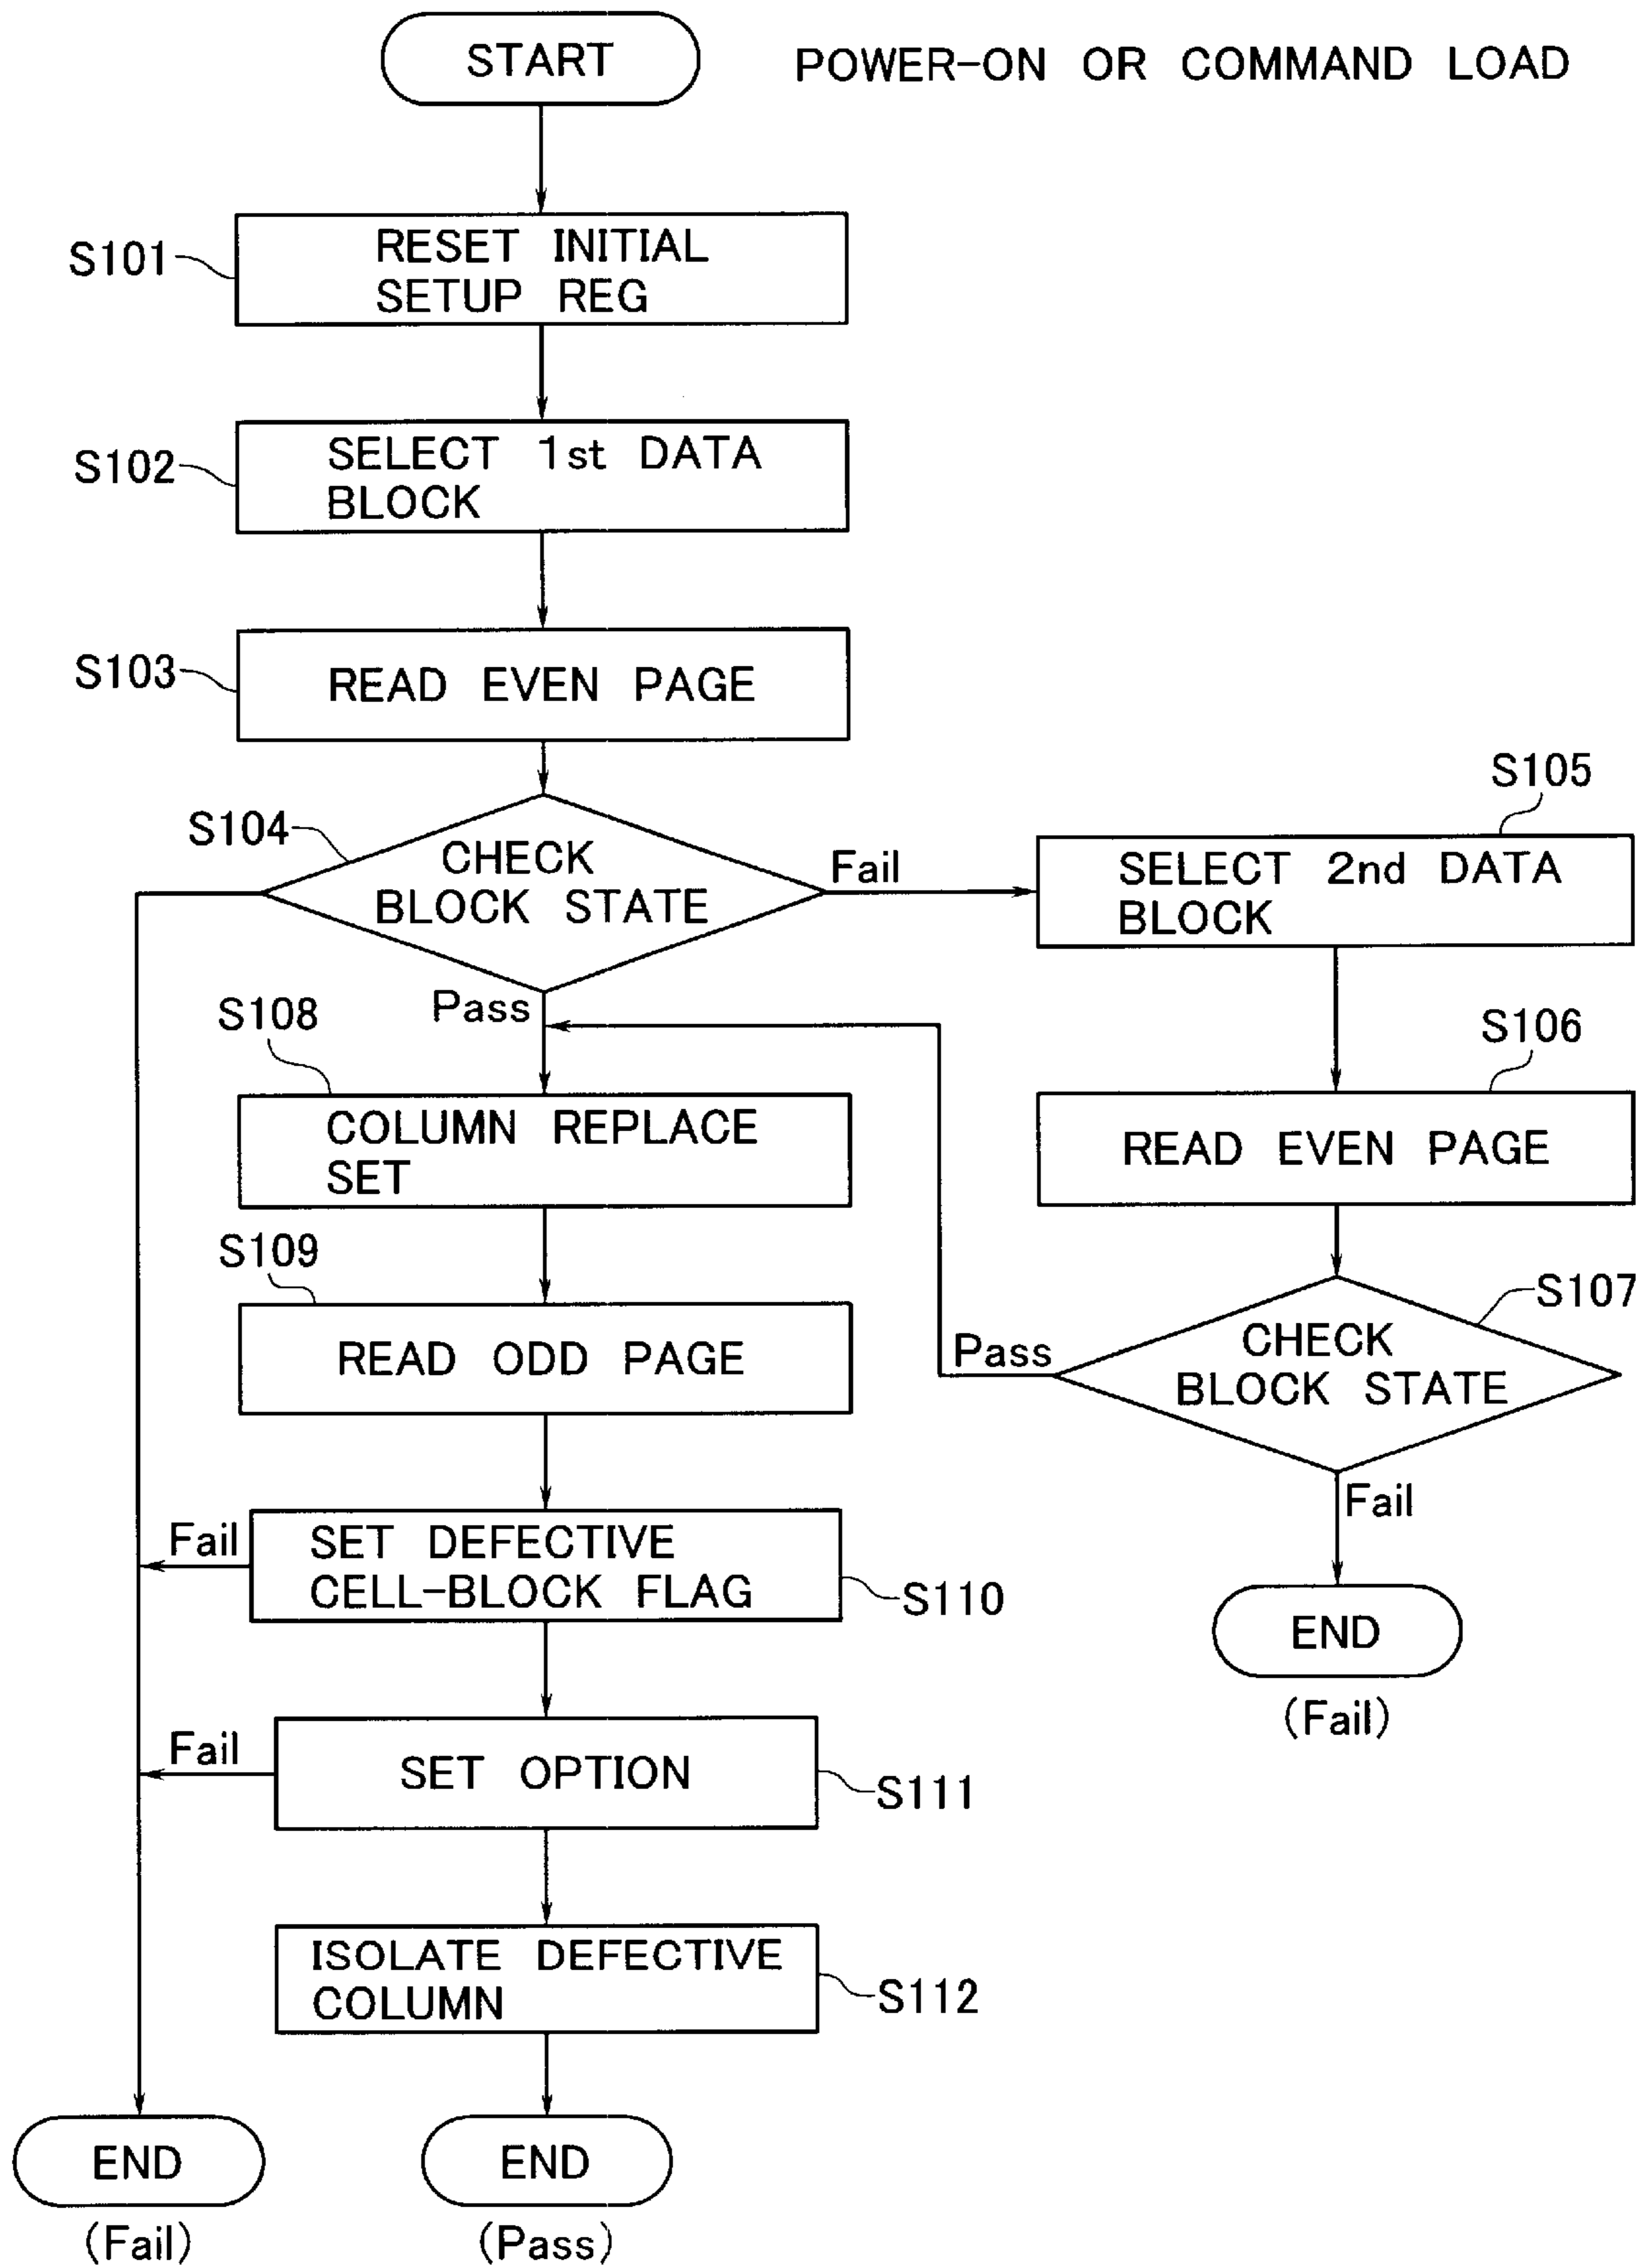 START
POWER-ON OR COMMAND LOAD
S101
RESET INITIAL
SETUP REG
S102
SELECT 1st DATA
BLOCK
S103
READ EVEN PAGE
S104
CHECK
BLOCK STATE
Fail
S105
SELECT 2nd DATA
BLOCK
Pass
S106
READ EVEN PAGE
S108
COLUMN REPLACE
SET
S107
CHECK
BLOCK STATE
Pass
Fail
END
(Fail)
S109
READ ODD PAGE
Fail
SET DEFECTIVE
CELL-BLOCK FLAG
S110
Fail
SET OPTION
S111
ISOLATE DEFECTIVE
COLUMN
S112
END
(Fail)
END
(Pass)